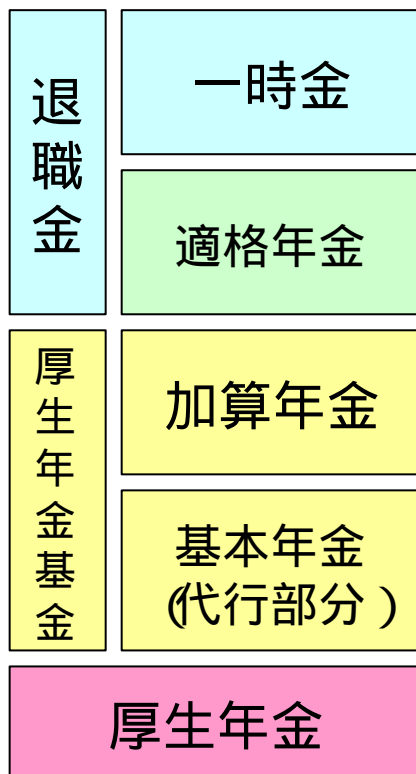 退職金
一時金
適格年金
厚生年金基金
加算年金
基本年金
(代行部分)
厚生年金